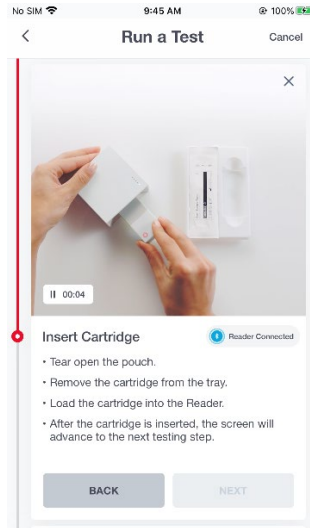 No SIM 9:45 AM 100%
Run a Test Cancel
00:04
Insert Cartridge Reader Connected
• Tear open the pouch.
• Remove the cartridge from the tray.
• Load the cartridge into the Reader.
• After the cartridge is inserted, the screen will
advance to the next testing step.
BACK NEXT